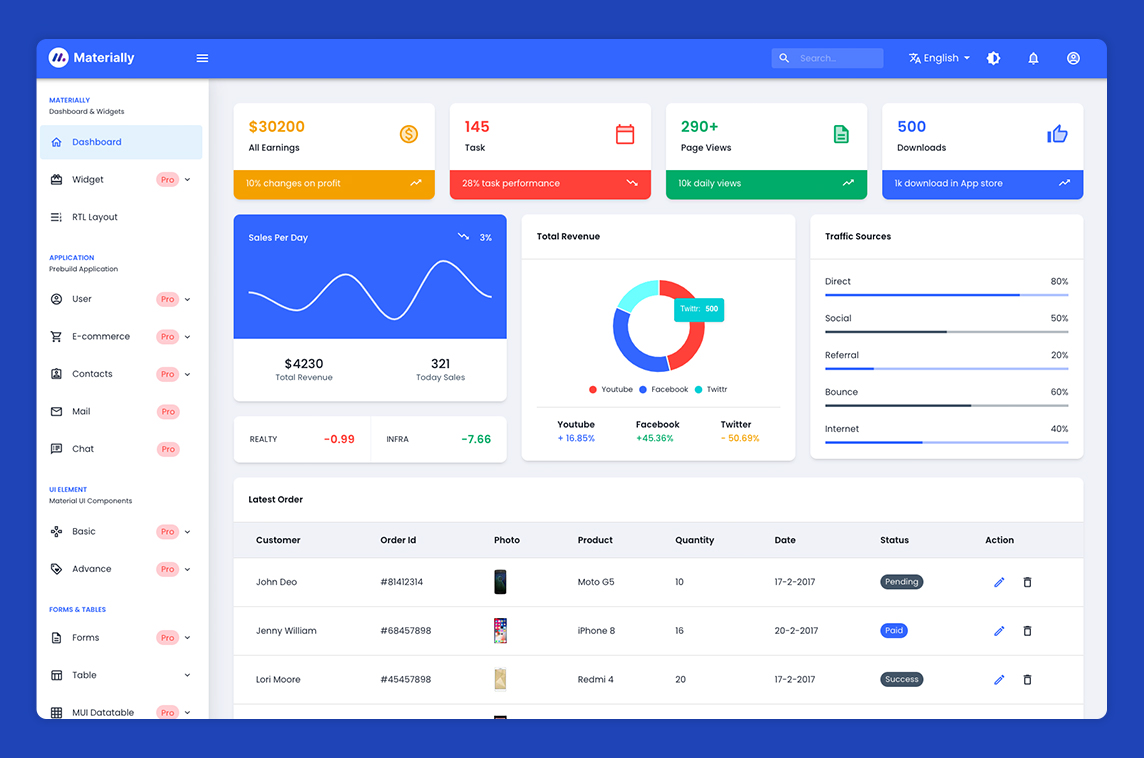 Materially
Search...
English
MATERIALLY
Dashboard & Widgets
Dashboard
Widget Pro
RTL Layout
APPLICATION
Prebuild Application
User Pro
E-commerce Pro
Contacts Pro
Mail Pro
Chat Pro
UI ELEMENT
Material UI Components
Basic Pro
Advance Pro
FORMS & TABLES
Forms Pro
Table
MUI Datatable Pro
$30200
All Earnings
10% changes on profit
145
Task
28% task performance
290+
Page Views
10k daily views
500
Downloads
1k download in App store
Sales Per Day 3%
$4230 321
Total Revenue Today Sales
REALTY -0.99 INFRA -7.66
Total Revenue
Twittr: 500
Youtube Facebook Twittr
Youtube Facebook Twitter
+ 16.85% +45.36% - 50.69%
Traffic Sources
Direct 80%
Social 50%
Referral 20%
Bounce 60%
Internet 40%
Latest Order
Customer Order Id Photo Product Quantity Date Status Action
John Deo #81412314 Moto G5 10 17-2-2017 Pending
Jenny William #68457898 iPhone 8 16 20-2-2017 Paid
Lori Moore #45457898 Redmi 4 20 17-2-2017 Success